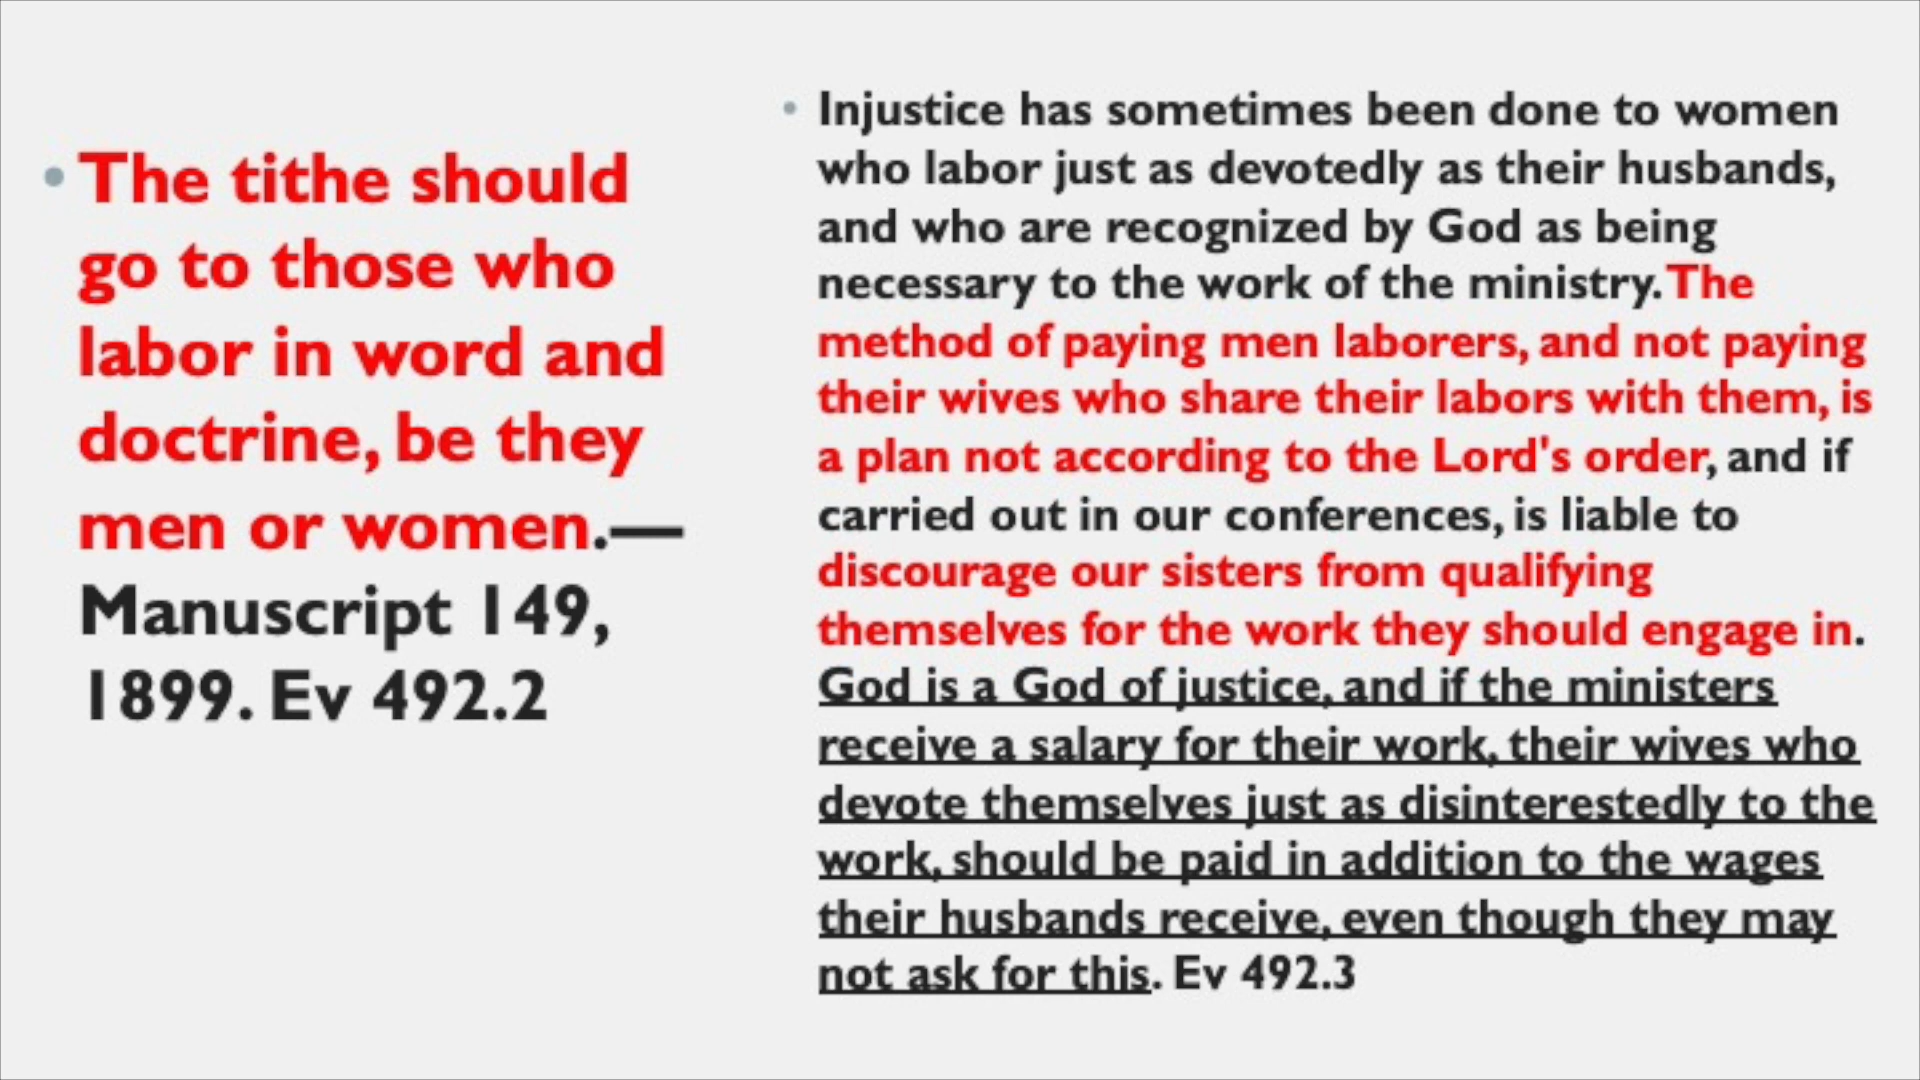 • The tithe should
go to those who
labor in word and
doctrine, be they
men or women.—
Manuscript 149,
1899. Ev 492.2
• Injustice has sometimes been done to women
who labor just as devotedly as their husbands,
and who are recognized by God as being
necessary to the work of the ministry. The
method of paying men laborers, and not paying
their wives who share their labors with them, is
a plan not according to the Lord's order, and if
carried out in our conferences, is liable to
discourage our sisters from qualifying
themselves for the work they should engage in.
God is a God of justice, and if the ministers
receive a salary for their work, their wives who
devote themselves just as disinterestedly to the
work, should be paid in addition to the wages
their husbands receive, even though they may
not ask for this. Ev 492.3